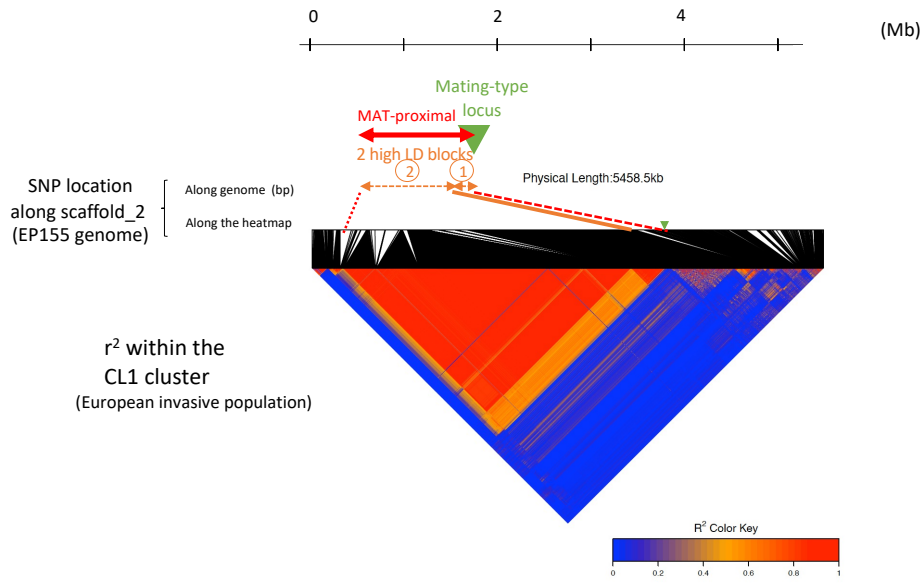 0 2 4 (Mb)
Mating-type
locus
MAT-proximal
2 high LD blocks
2 1
SNP location
along scaffold_2
(EP155 genome)
Along genome (bp)
Along the heatmap
Physical Length:5458.5kb
r² within the
CL1 cluster
(European invasive population)
R² Color Key
0 0.2 0.4 0.6 0.8 1